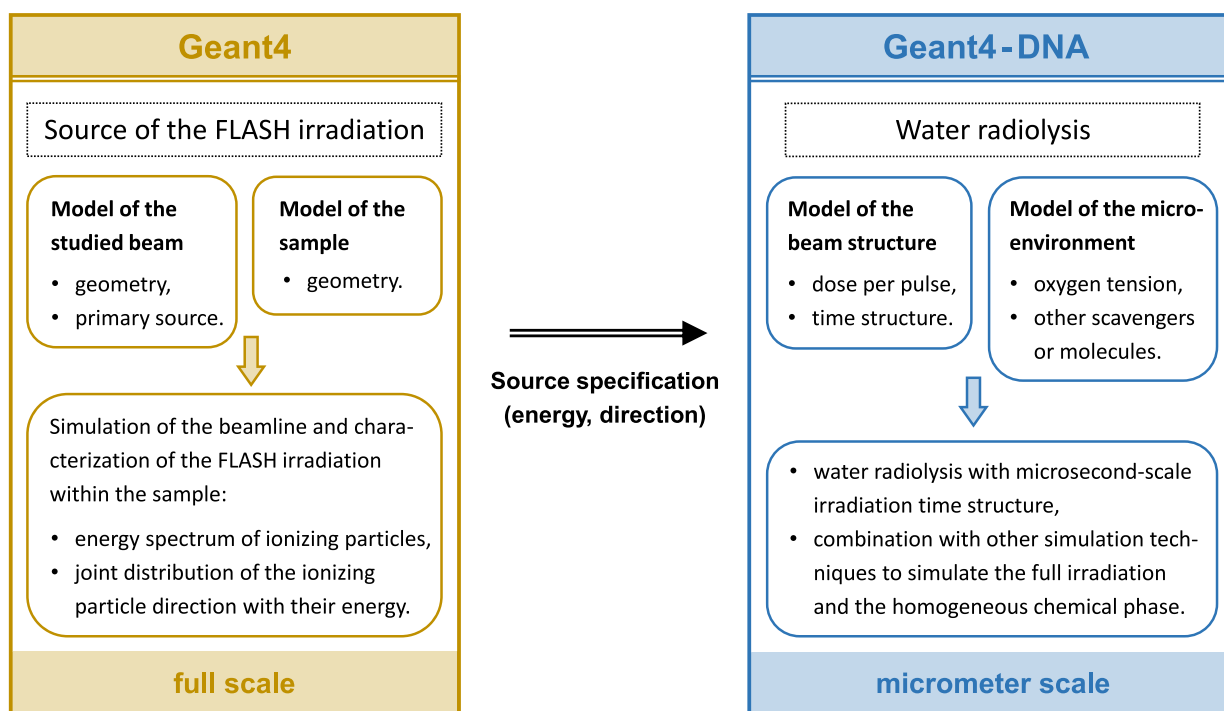 Geant4
Source of the FLASH irradiation
Model of the
studied beam
• geometry,
• primary source.
Model of the
sample
• geometry.
Simulation of the beamline and chara-
cterization of the FLASH irradiation
within the sample:
• energy spectrum of ionizing particles,
• joint distribution of the ionizing
particle direction with their energy.
full scale
Source specification
(energy, direction)
Geant4-DNA
Water radiolysis
Model of the
beam structure
• dose per pulse,
• time structure.
Model of the micro-
environment
• oxygen tension,
• other scavengers
or molecules.
• water radiolysis with microsecond-scale
irradiation time structure,
• combination with other simulation tech-
niques to simulate the full irradiation
and the homogeneous chemical phase.
micrometer scale